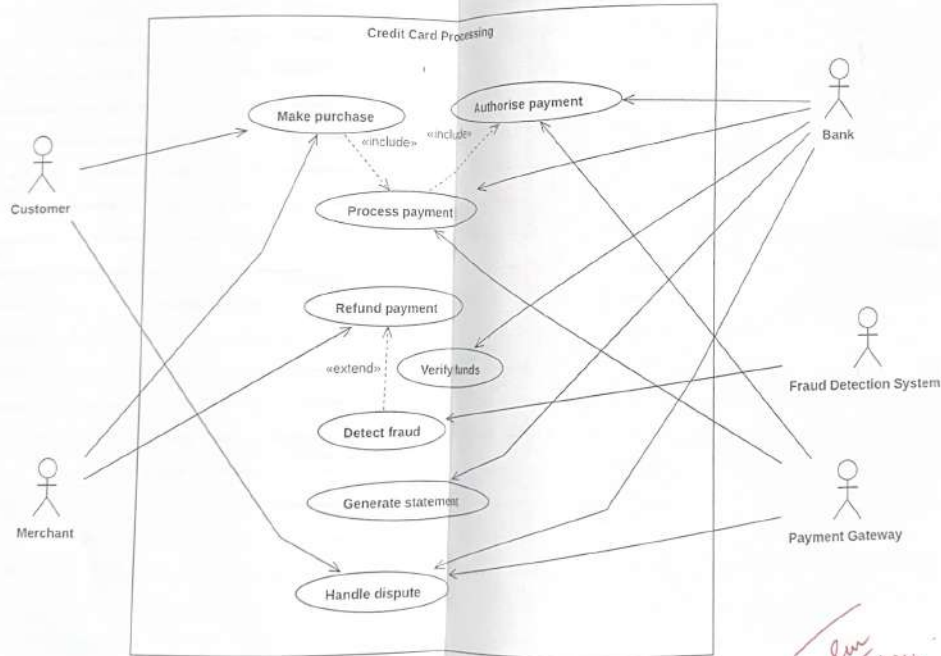 Credit Card Processing
Make purchase
Authorise payment
Bank
«include»
«include»
Customer
Process payment
Refund payment
«extend»
Verify funds
Fraud Detection System
Detect fraud
Generate statement
Merchant
Payment Gateway
Handle dispute